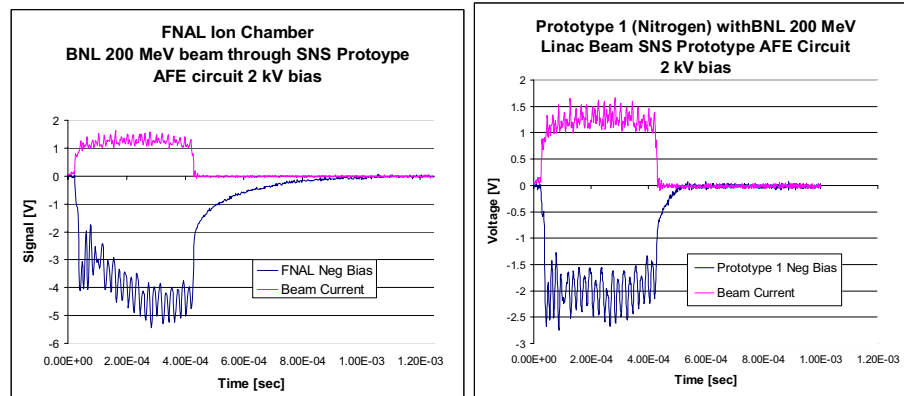 FNAL Ion Chamber
BNL 200 MeV beam through SNS Protoype
AFE circuit 2 kV bias
2
1
0
-1
-2
-3
-4
-5
-6
Signal [V]
FNAL Neg Bias
Beam Current
0.00E+00 2.00E-04 4.00E-04 6.00E-04 8.00E-04 1.00E-03 1.20E-03
Time [sec]
Prototype 1 (Nitrogen) withBNL 200 MeV
Linac Beam SNS Prototype AFE Circuit
2 kV bias
2
1.5
1
0.5
0
-0.5
-1
-1.5
-2
-2.5
-3
Voltage [V]
Prototype 1 Neg Bias
Beam Current
0.00E+00 2.00E-04 4.00E-04 6.00E-04 8.00E-04 1.00E-03 1.20E-03
Time [sec]